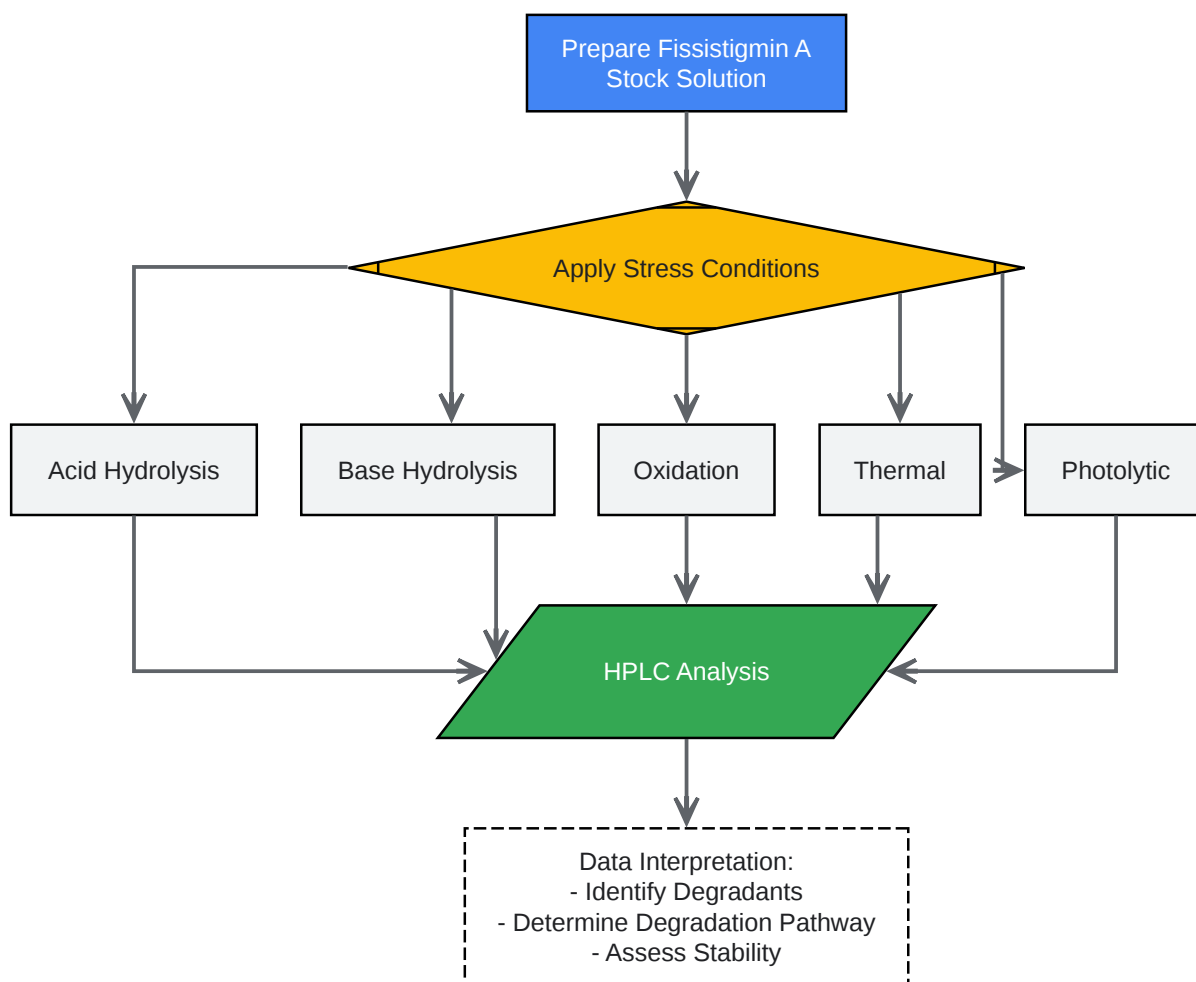 Prepare Fissistigmin A
Stock Solution
Apply Stress Conditions
Acid Hydrolysis
Base Hydrolysis
Oxidation
Thermal
Photolytic
HPLC Analysis
Data Interpretation:
- Identify Degradants
- Determine Degradation Pathway
- Assess Stability